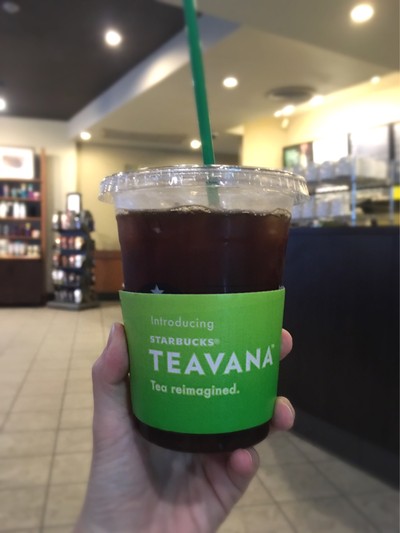 Introducing
STARBUCKS®
TEAVANA™
Tea reimagined.